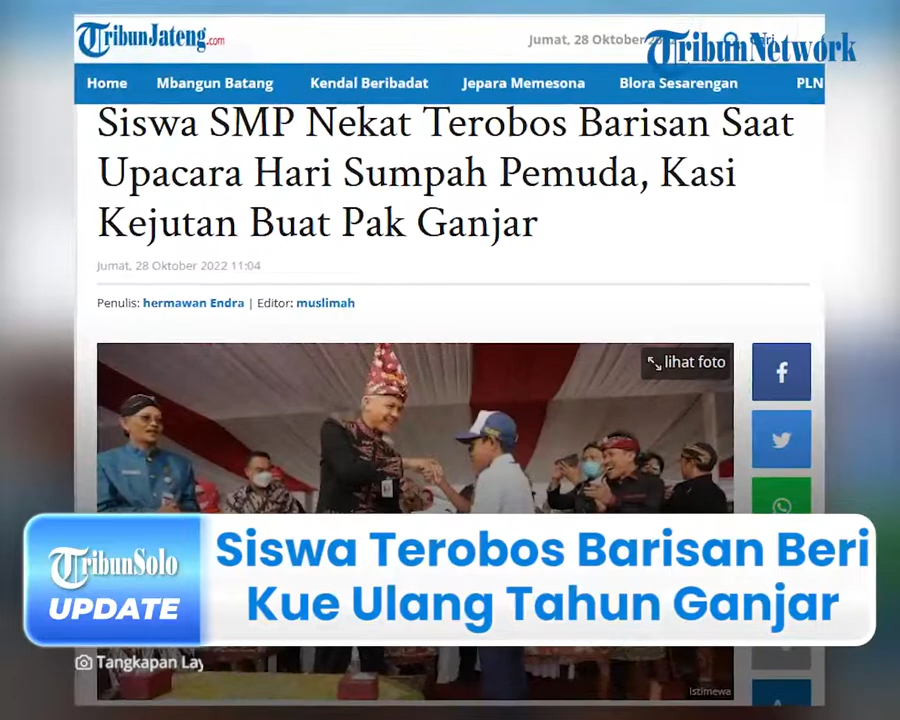 TribunJateng.com
Jumat, 28 Oktober
TribunNetwork
Home Mbangun Batang Kendal Beribadat Jepara Memesona Blora Sesarengan PLN
Siswa SMP Nekat Terobos Barisan Saat
Upacara Hari Sumpah Pemuda, Kasi
Kejutan Buat Pak Ganjar
Jumat, 28 Oktober 2022 11:04
Penulis: hermawan Endra | Editor: muslimah
lihat foto
TribunSolo
UPDATE
Siswa Terobos Barisan Beri
Kue Ulang Tahun Ganjar
Tangkapan Lay
Istimewa